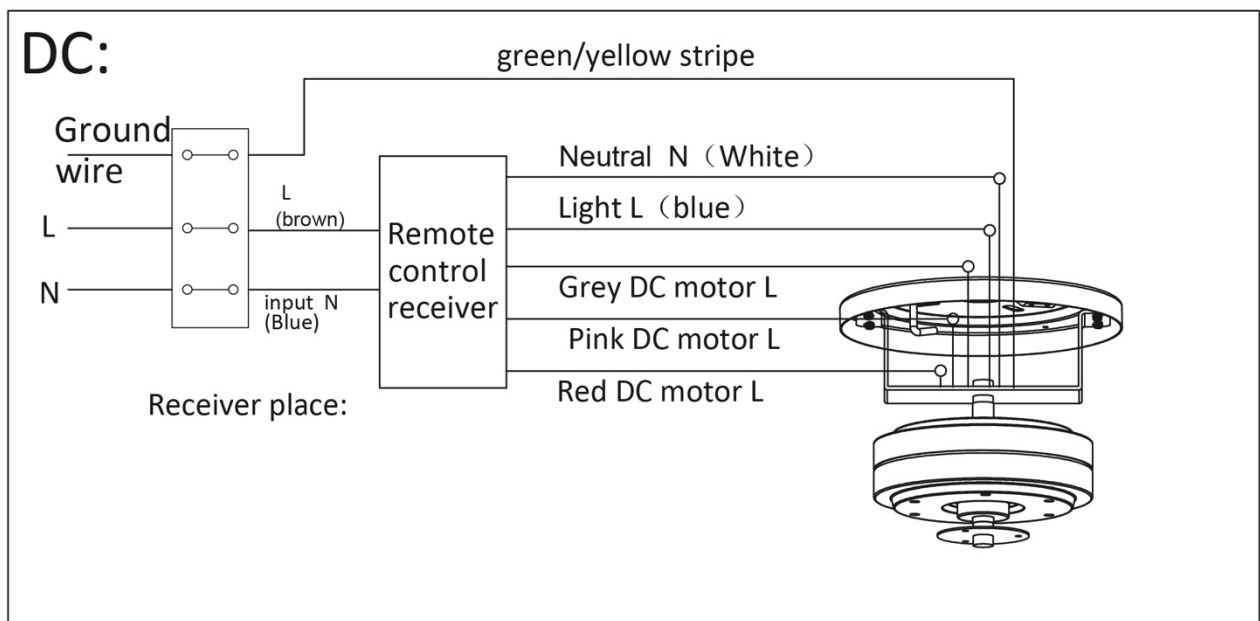 DC:
green/yellow stripe
Ground
wire
L
(brown)
L
N
input N
(Blue)
Remote
control
receiver
Neutral N（White）
Light L（blue）
Grey DC motor L
Pink DC motor L
Red DC motor L
Receiver place: